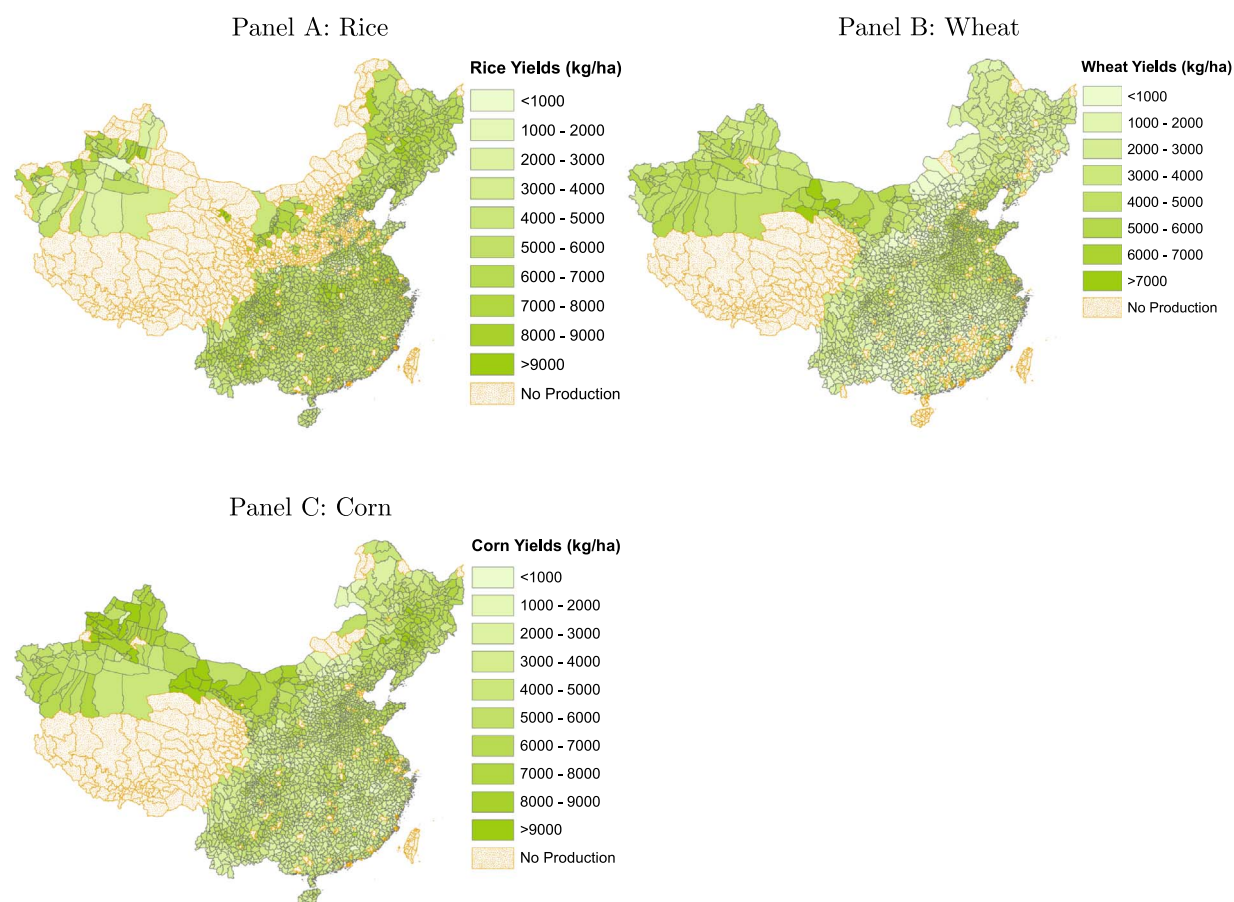 Panel A: Rice
Rice Yields (kg/ha)
<1000
1000 - 2000
2000 - 3000
3000 - 4000
4000 - 5000
5000 - 6000
6000 - 7000
7000 - 8000
8000 - 9000
>9000
No Production
Panel B: Wheat
Wheat Yields (kg/ha)
<1000
1000 - 2000
2000 - 3000
3000 - 4000
4000 - 5000
5000 - 6000
6000 - 7000
>7000
No Production
Panel C: Corn
Corn Yields (kg/ha)
<1000
1000 - 2000
2000 - 3000
3000 - 4000
4000 - 5000
5000 - 6000
6000 - 7000
7000 - 8000
8000 - 9000
>9000
No Production